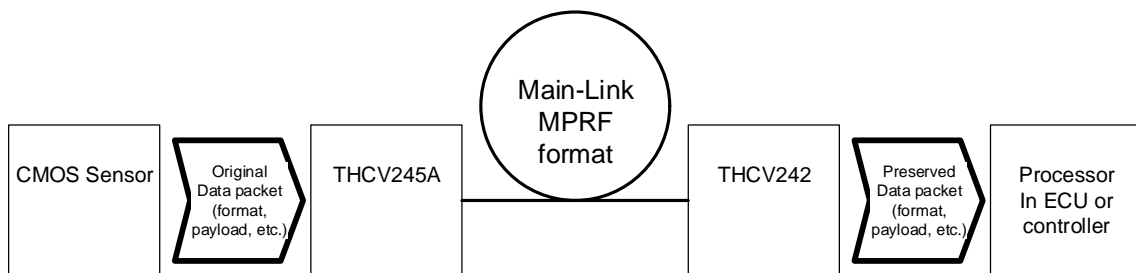 CMOS Sensor
Original
Data packet
(format,
payload, etc.)
THCV245A
Main-Link
MPRF
format
THCV242
Preserved
Data packet
(format,
payload, etc.)
Processor
In ECU or
controller